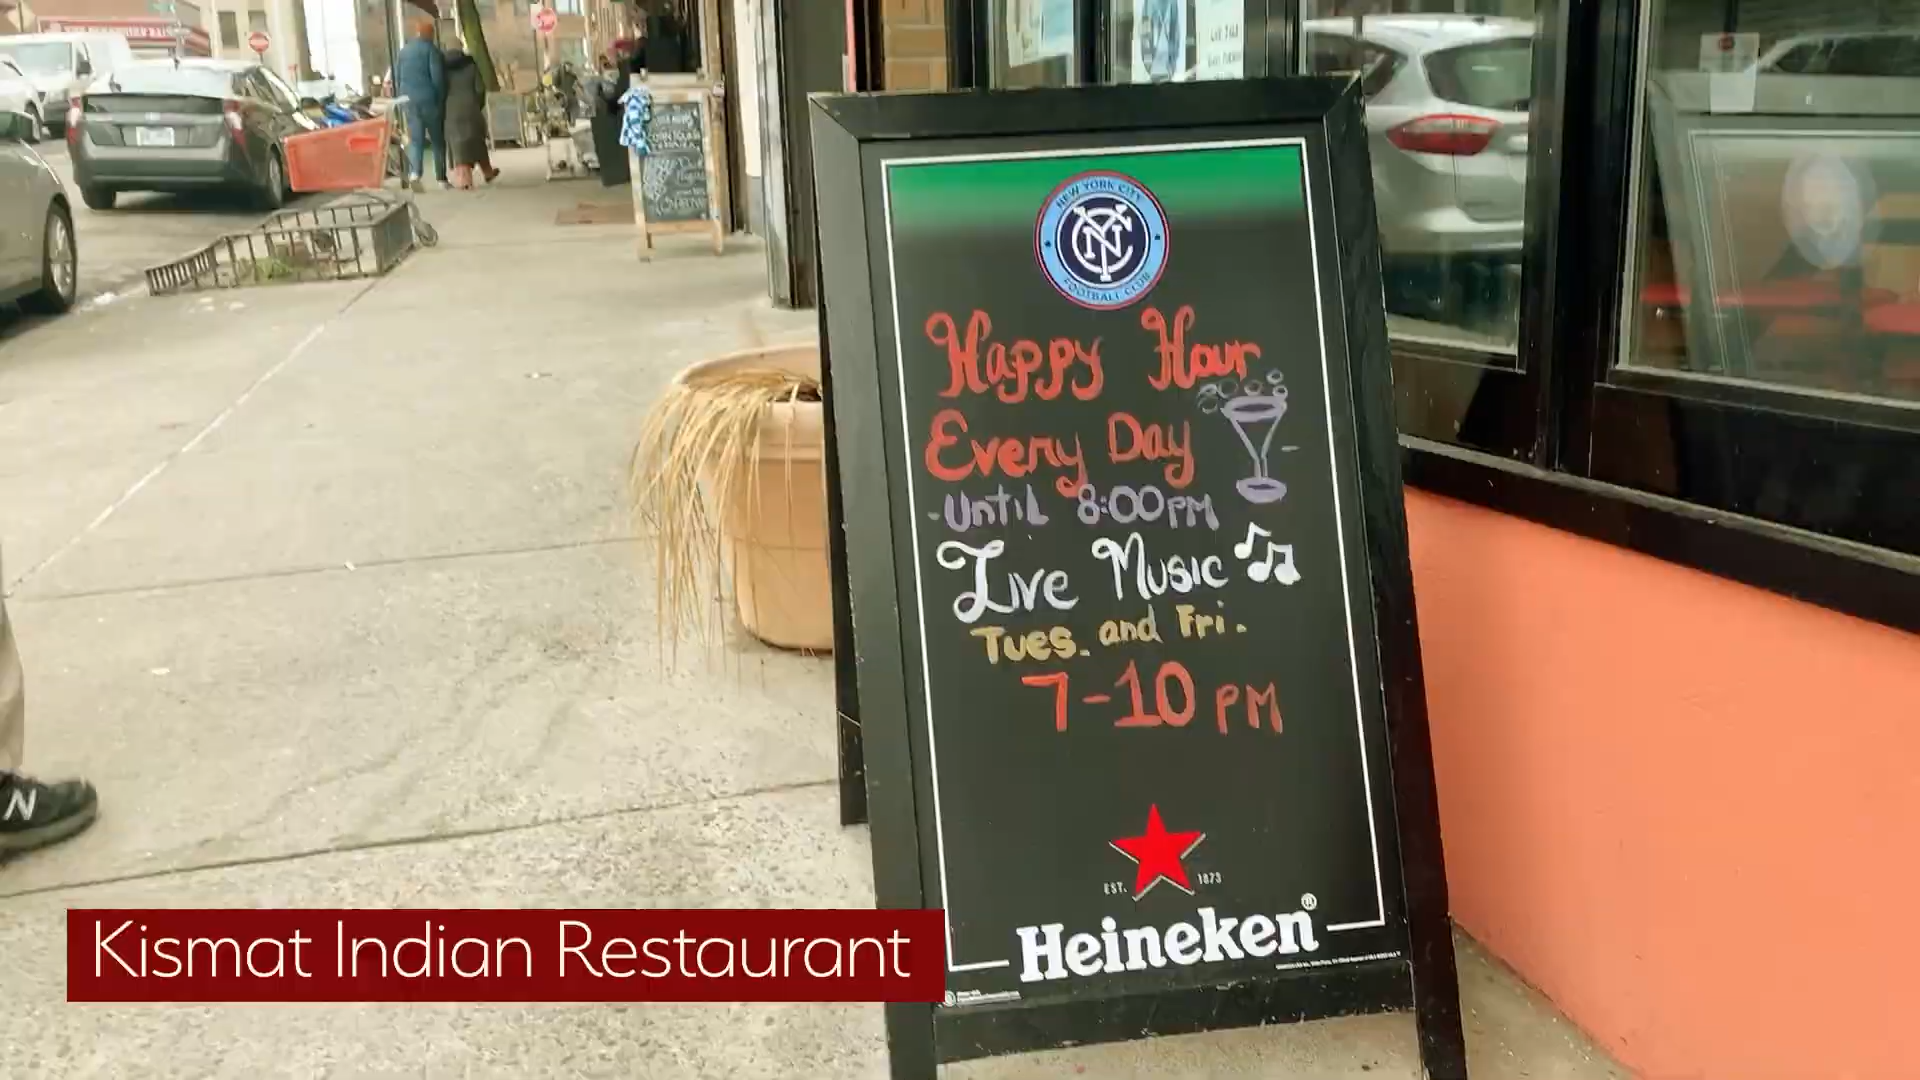 NEW YORK CITY
NYC
FOOTBALL CLUB
Happy Hour
Every Day
-Until 8:00PM
Live Music
Tues. and Fri.
7-10 PM
EST. 1873
Heineken®
Kismat Indian Restaurant
N